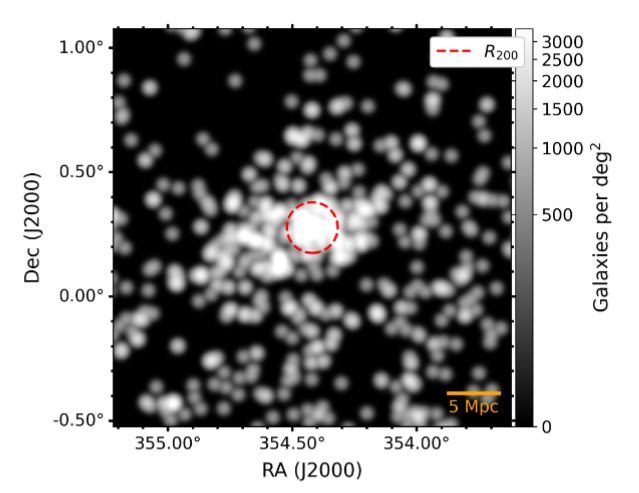 1.00°
0.50°
0.00°
-0.50°
Dec (J2000)
R₂₀₀
5 Mpc
355.00° 354.50° 354.00°
RA (J2000)
3000
2500
2000
1500
1000
500
0
Galaxies per deg²